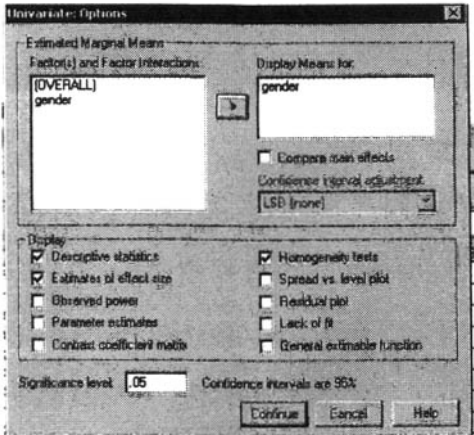 Univariate: Options
Estimated Marginal Means
Factor(s) and Factor Interactions:
(OVERALL)
gender
Display Means for:
gender
Compare main effects
Confidence interval adjustment:
LSD (none)
Display
Descriptive statistics
Homogeneity tests
Estimates of effect size
Spread vs. level plot
Observed power
Residual plot
Parameter estimates
Lack of fit
Contrast coefficient matrix
General estimable function
Significance level: .05 Confidence intervals are 95%
Continue Cancel Help